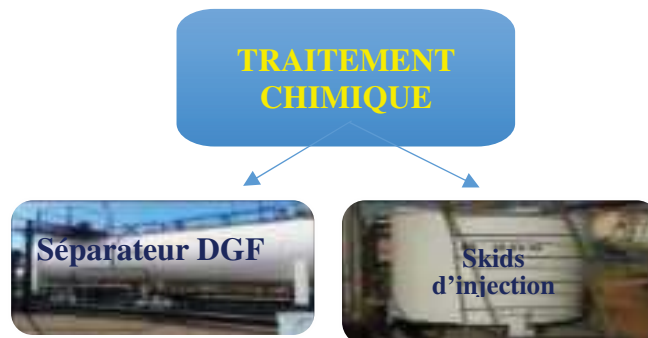 TRAITEMENT
CHIMIQUE
Séparateur DGF
Skids
d’injection